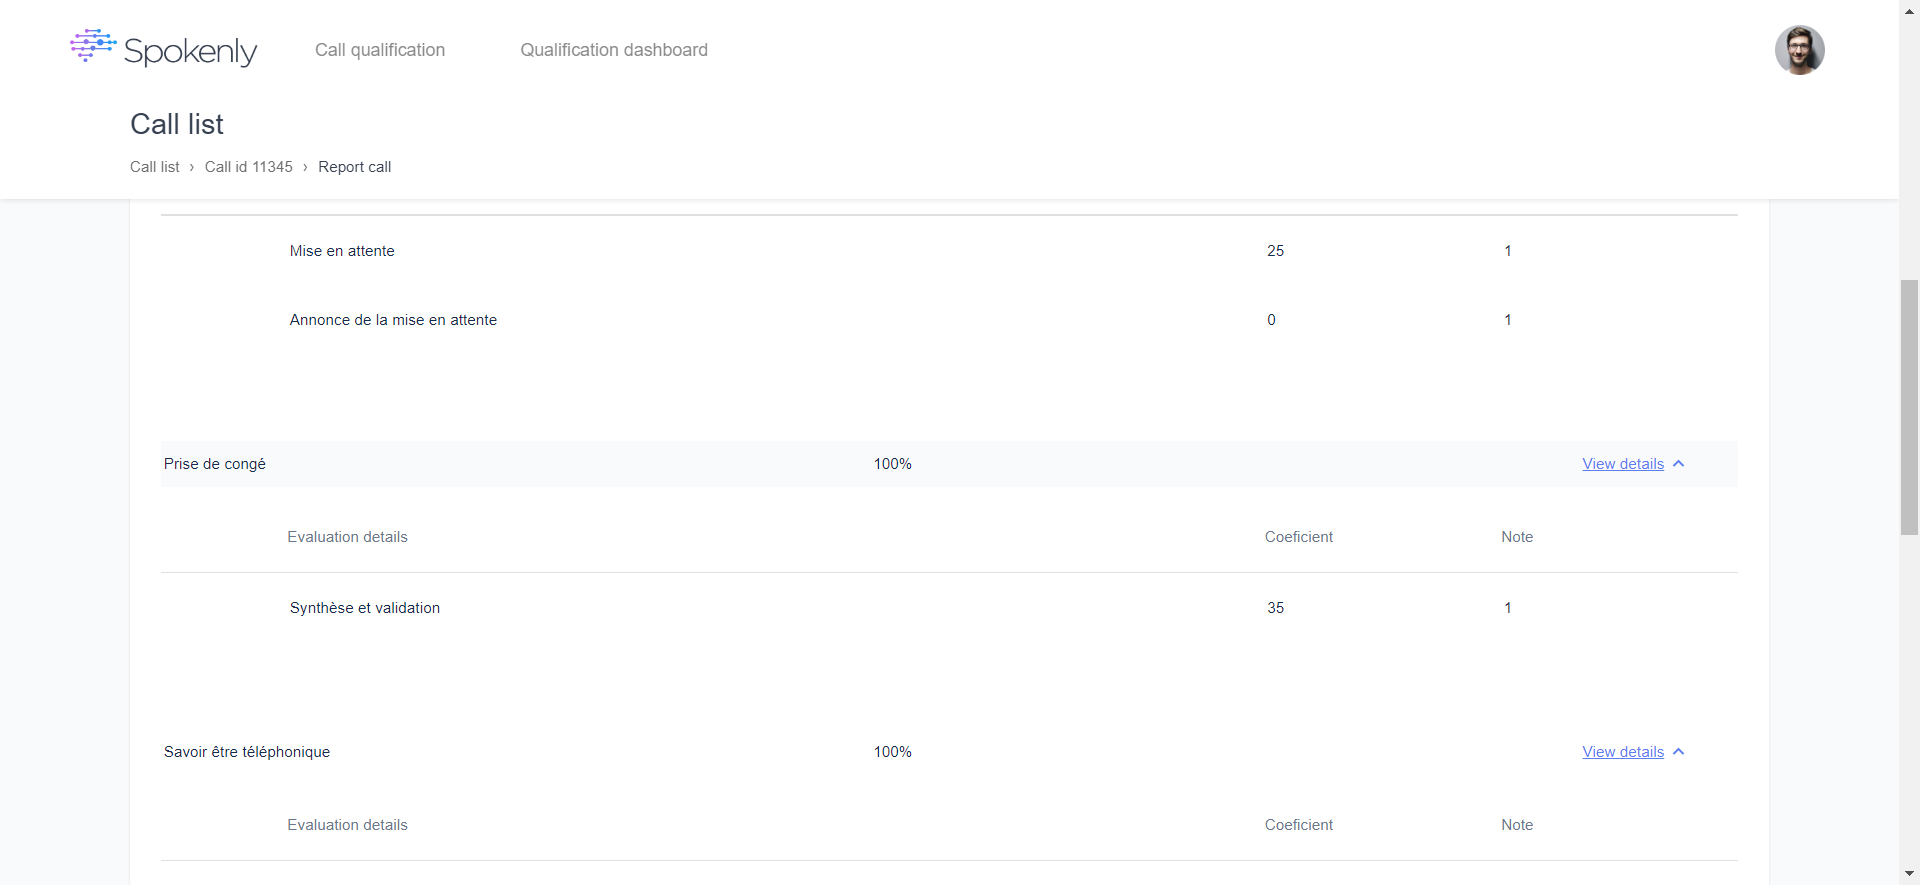 Spokenly Call qualification Qualification dashboard
Call list
Call list › Call id 11345 › Report call
Mise en attente 25 1
Annonce de la mise en attente 0 1
Prise de congé 100% View details
Evaluation details Coeficient Note
Synthèse et validation 35 1
Savoir être téléphonique 100% View details
Evaluation details Coeficient Note